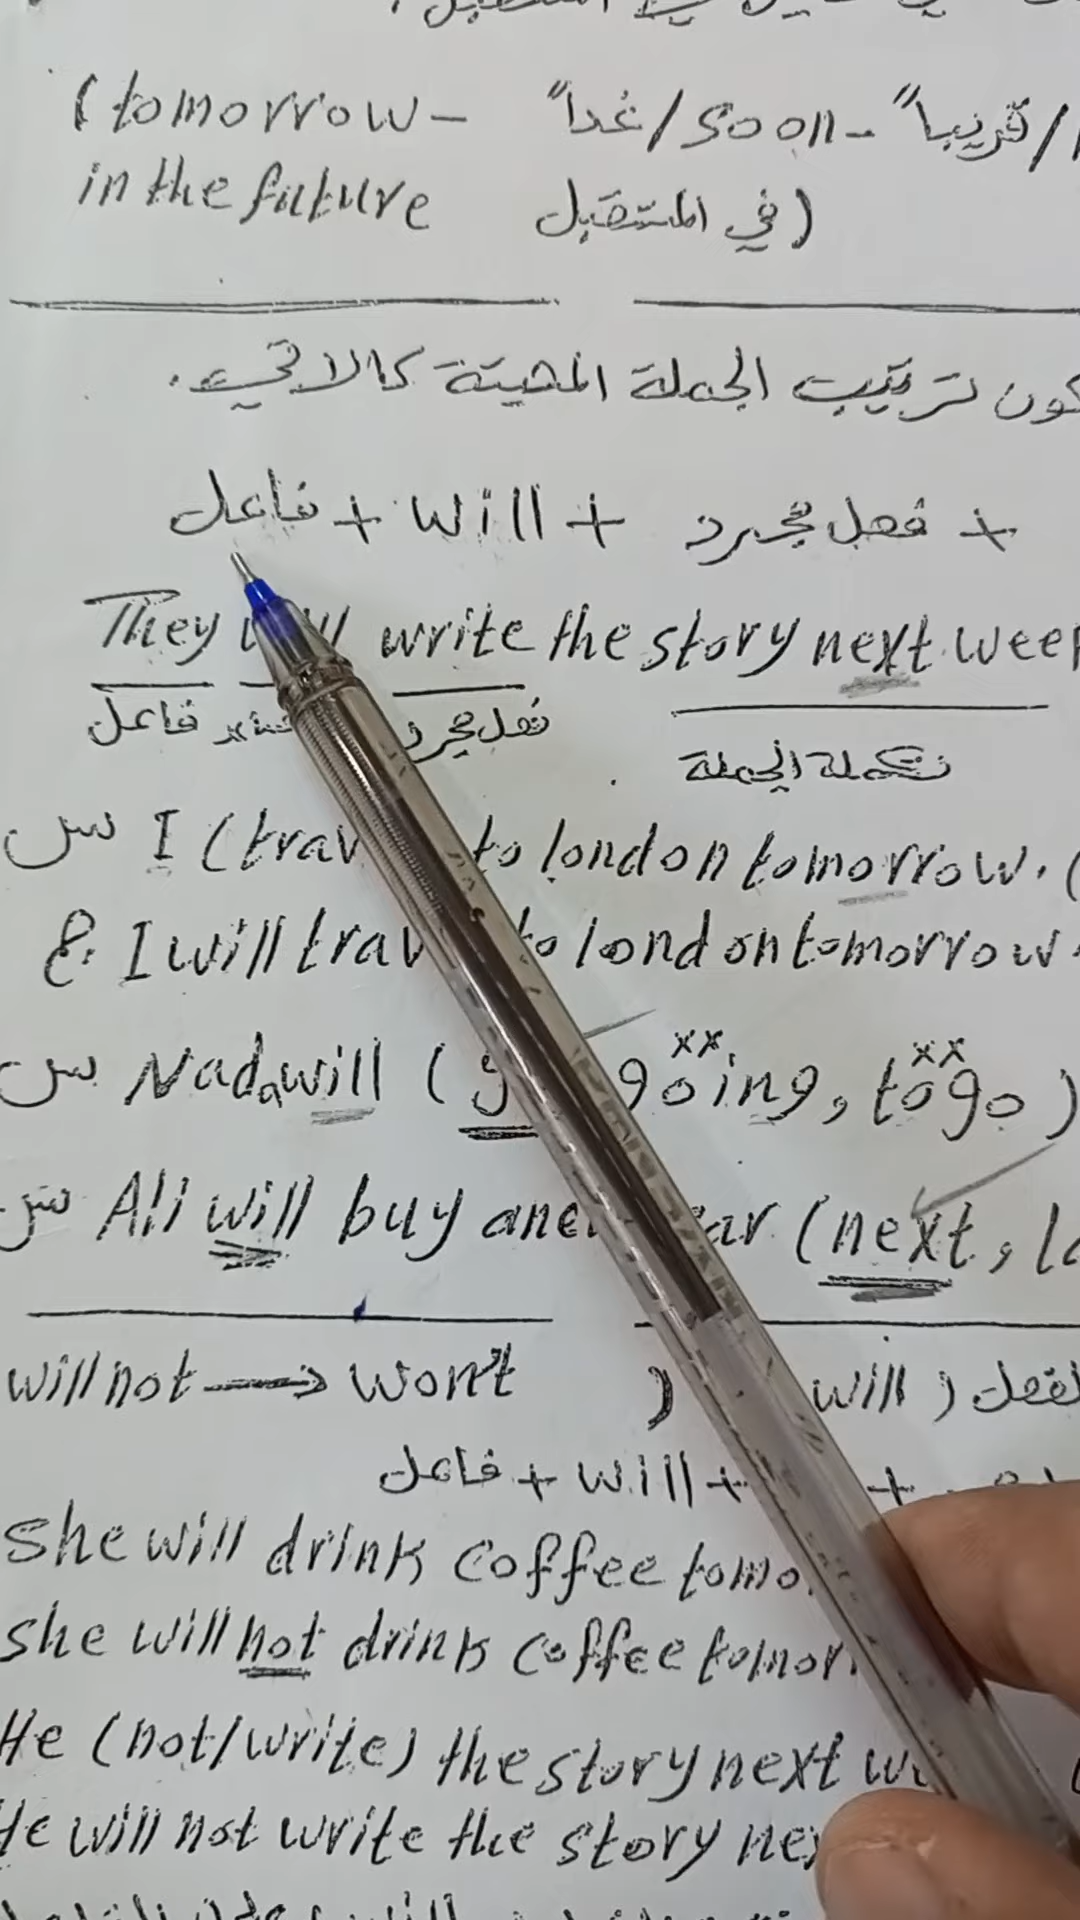 (tomorrow- غداً"/soon- قريباً"/
in the future في المستقبل)
كون ترتيب الجملة المثبتة كالاتي.
فاعل + will + فعل مجرد +
They will write the story next week
فاعل فعل مجرد تكملة الجملة
س I (trav to london tomorrow. (
ج: I will trav to london tomorrow.
س Nada will ( going, to go)
س Ali will buy (next,
will not → won't ( will )
فاعل + will + +
She will drink coffee
She will not drink coffee
He (not/write) the story next
He will not write the story